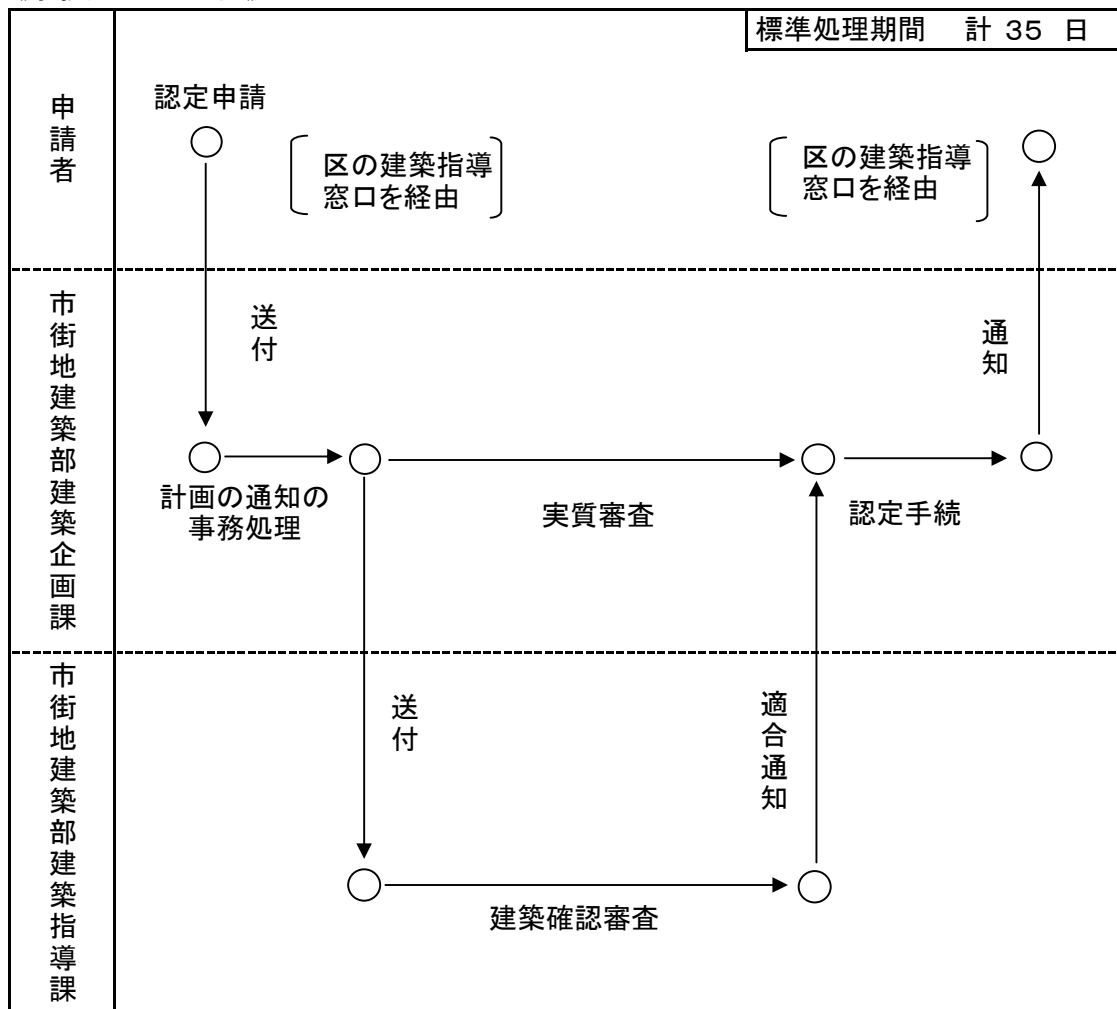 標準処理期間　計 35 日
申請者
認定申請
区の建築指導
窓口を経由
区の建築指導
窓口を経由
市街地建築部建築企画課
送付
通知
計画の通知の
事務処理
実質審査
認定手続
市街地建築部建築指導課
送付
適合通知
建築確認審査